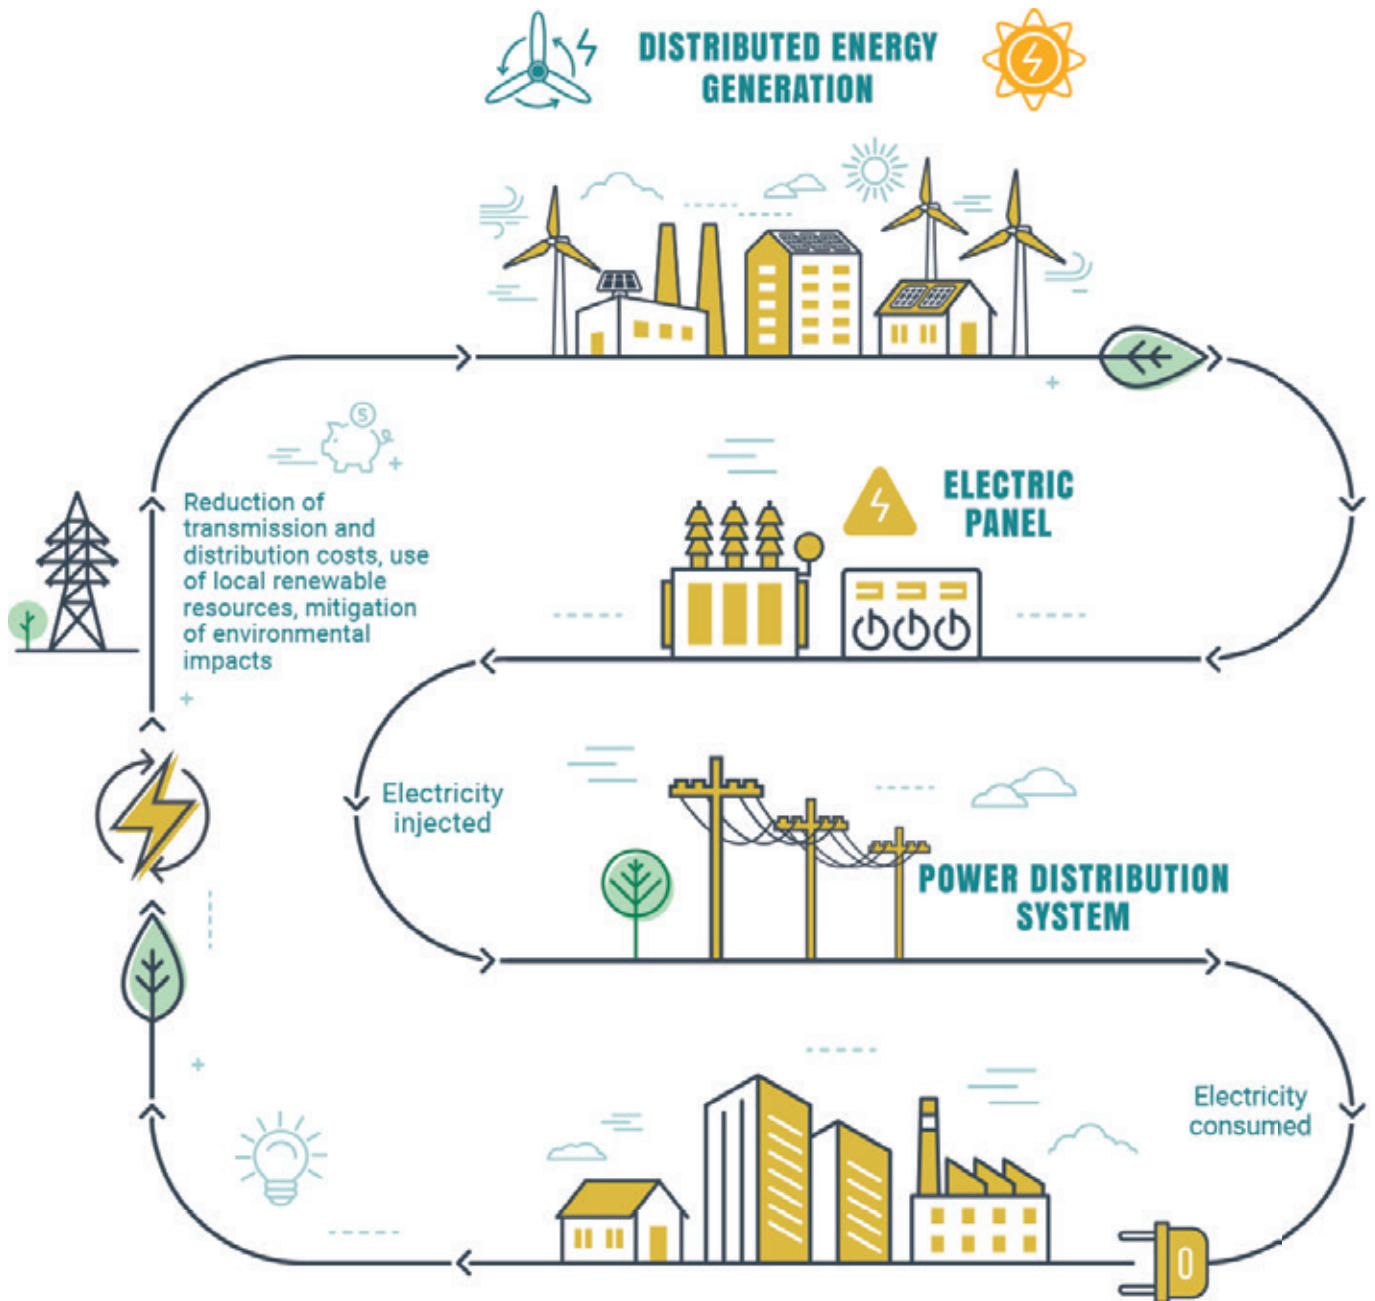 DISTRIBUTED ENERGY
GENERATION
ELECTRIC
PANEL
Reduction of
transmission and
distribution costs, use
of local renewable
resources, mitigation
of environmental
impacts
S
Electricity
injected
POWER DISTRIBUTION
SYSTEM
Electricity
consumed
0